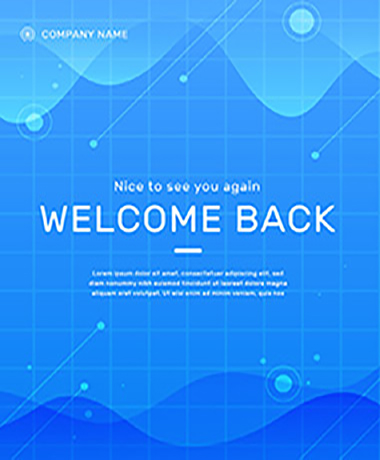 COMPANY NAME
Nice to see you again
WELCOME BACK
Lorem ipsum dolor sit amet, consectetuer adipiscing elit, sed
diam nonummy nibh euismod tincidunt ut laoreet dolore magna
aliquam erat volutpat. Ut wisi enim ad minim veniam, quis nos